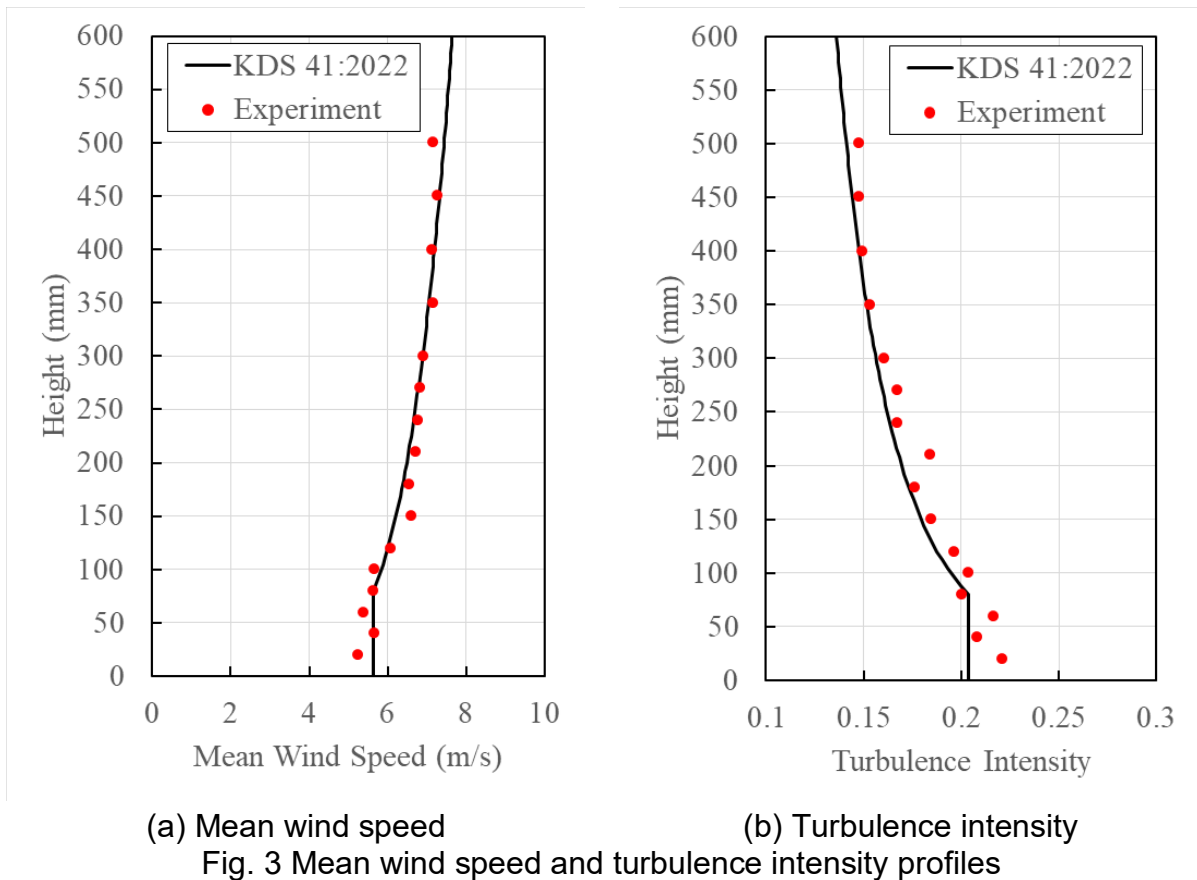 600
550
500
450
400
350
300
250
200
150
100
50
0
Height (mm)
KDS 41:2022
Experiment
0 2 4 6 8 10
Mean Wind Speed (m/s)
600
550
500
450
400
350
300
250
200
150
100
50
0
Height (mm)
KDS 41:2022
Experiment
0.1 0.15 0.2 0.25 0.3
Turbulence Intensity
(a) Mean wind speed
(b) Turbulence intensity
Fig. 3 Mean wind speed and turbulence intensity profiles